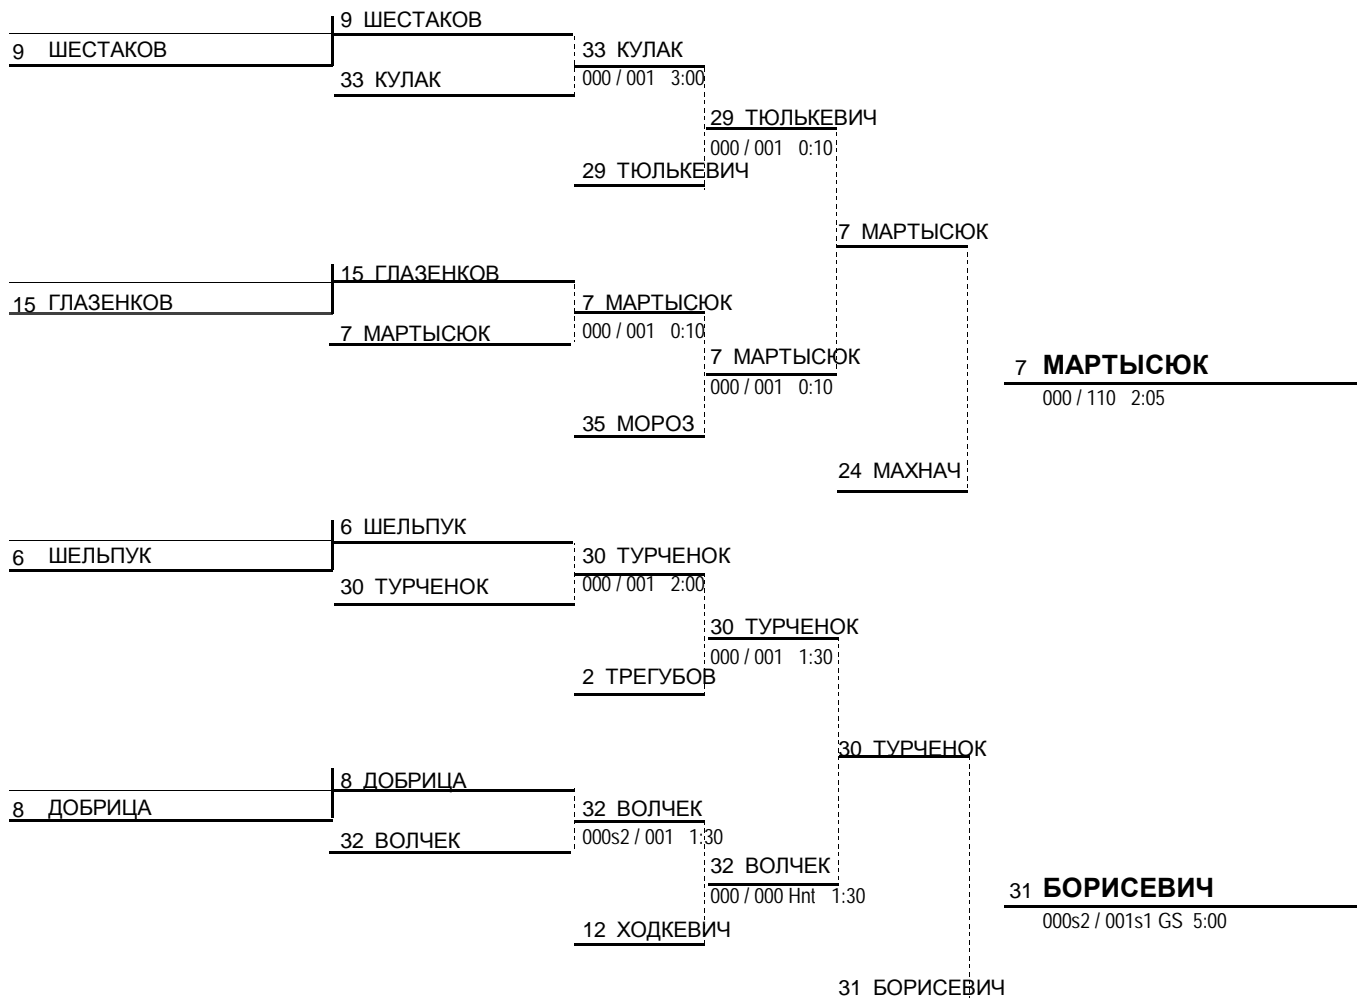 9 ШЕСТАКОВ
9 ШЕСТАКОВ
33 КУЛАК
33 КУЛАК
000 / 001 3:00
29 ТЮЛЬКЕВИЧ
000 / 001 0:10
29 ТЮЛЬКЕВИЧ
7 МАРТЫСЮК
15 ГЛАЗЕНКОВ
15 ГЛАЗЕНКОВ
7 МАРТЫСЮК
7 МАРТЫСЮК
000 / 001 0:10
7 МАРТЫСЮК
000 / 001 0:10
7 МАРТЫСЮК
000 / 110 2:05
35 МОРОЗ
24 МАХНАЧ
6 ШЕЛЬПУК
6 ШЕЛЬПУК
30 ТУРЧЕНОК
30 ТУРЧЕНОК
000 / 001 2:00
30 ТУРЧЕНОК
000 / 001 1:30
2 ТРЕГУБОВ
30 ТУРЧЕНОК
8 ДОБРИЦА
8 ДОБРИЦА
32 ВОЛЧЕК
32 ВОЛЧЕК
000s2 / 001 1:30
32 ВОЛЧЕК
000 / 000 Hnt 1:30
31 БОРИСЕВИЧ
000s2 / 001s1 GS 5:00
12 ХОДКЕВИЧ
31 БОРИСЕВИЧ